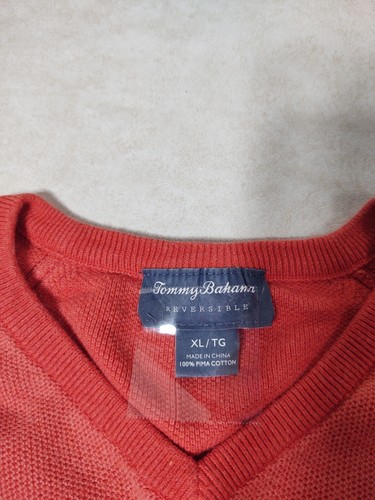 Tommy Bahama
REVERSIBLE
XL/TG
MADE IN CHINA
100% PIMA COTTON